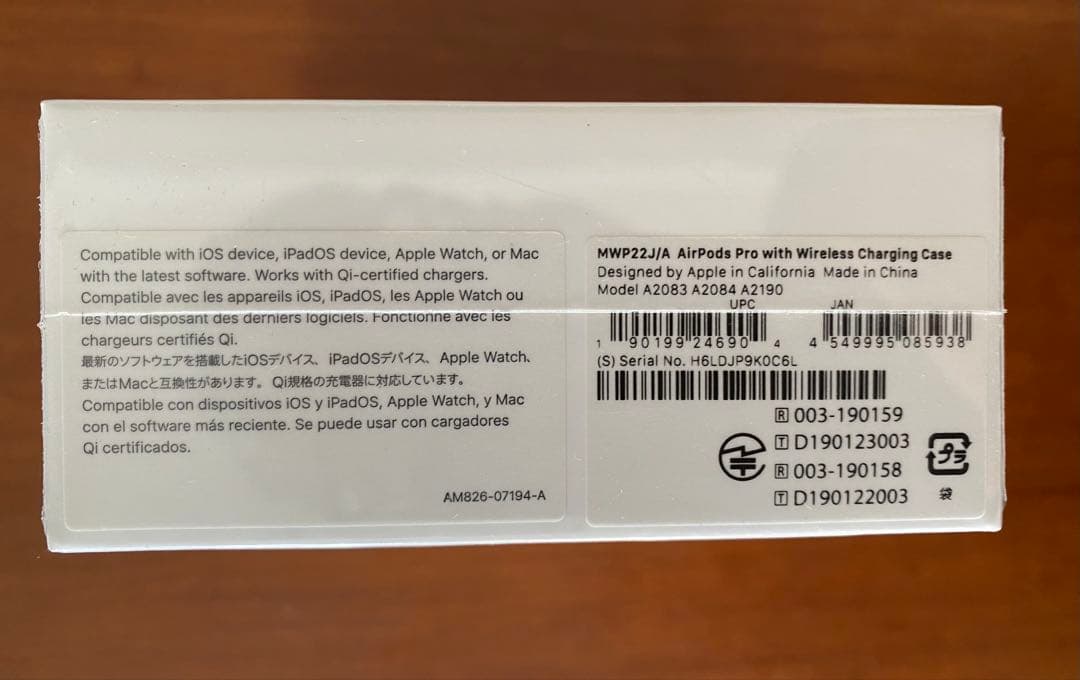 Compatible with iOS device, iPadOS device, Apple Watch, or Mac
with the latest software. Works with Qi-certified chargers.
Compatible avec les appareils iOS, iPadOS, les Apple Watch ou
les Mac disposant des derniers logiciels. Fonctionne avec les
chargeurs certifiés Qi.
最新のソフトウェアを搭載したiOSデバイス、iPadOSデバイス、Apple Watch、
またはMacと互換性があります。Qi規格の充電器に対応しています。
Compatible con dispositivos iOS y iPadOS, Apple Watch, y Mac
con el software más reciente. Se puede usar con cargadores
Qi certificados.
AM826-07194-A
MWP22J/A AirPods Pro with Wireless Charging Case
Designed by Apple in California Made in China
Model A2083 A2084 A2190
UPC JAN
1 90199 24690 4 4 549995 085938
(S) Serial No. H6LDJP9K0C6L
R 003-190159
T D190123003
R 003-190158
T D190122003
プラ
袋